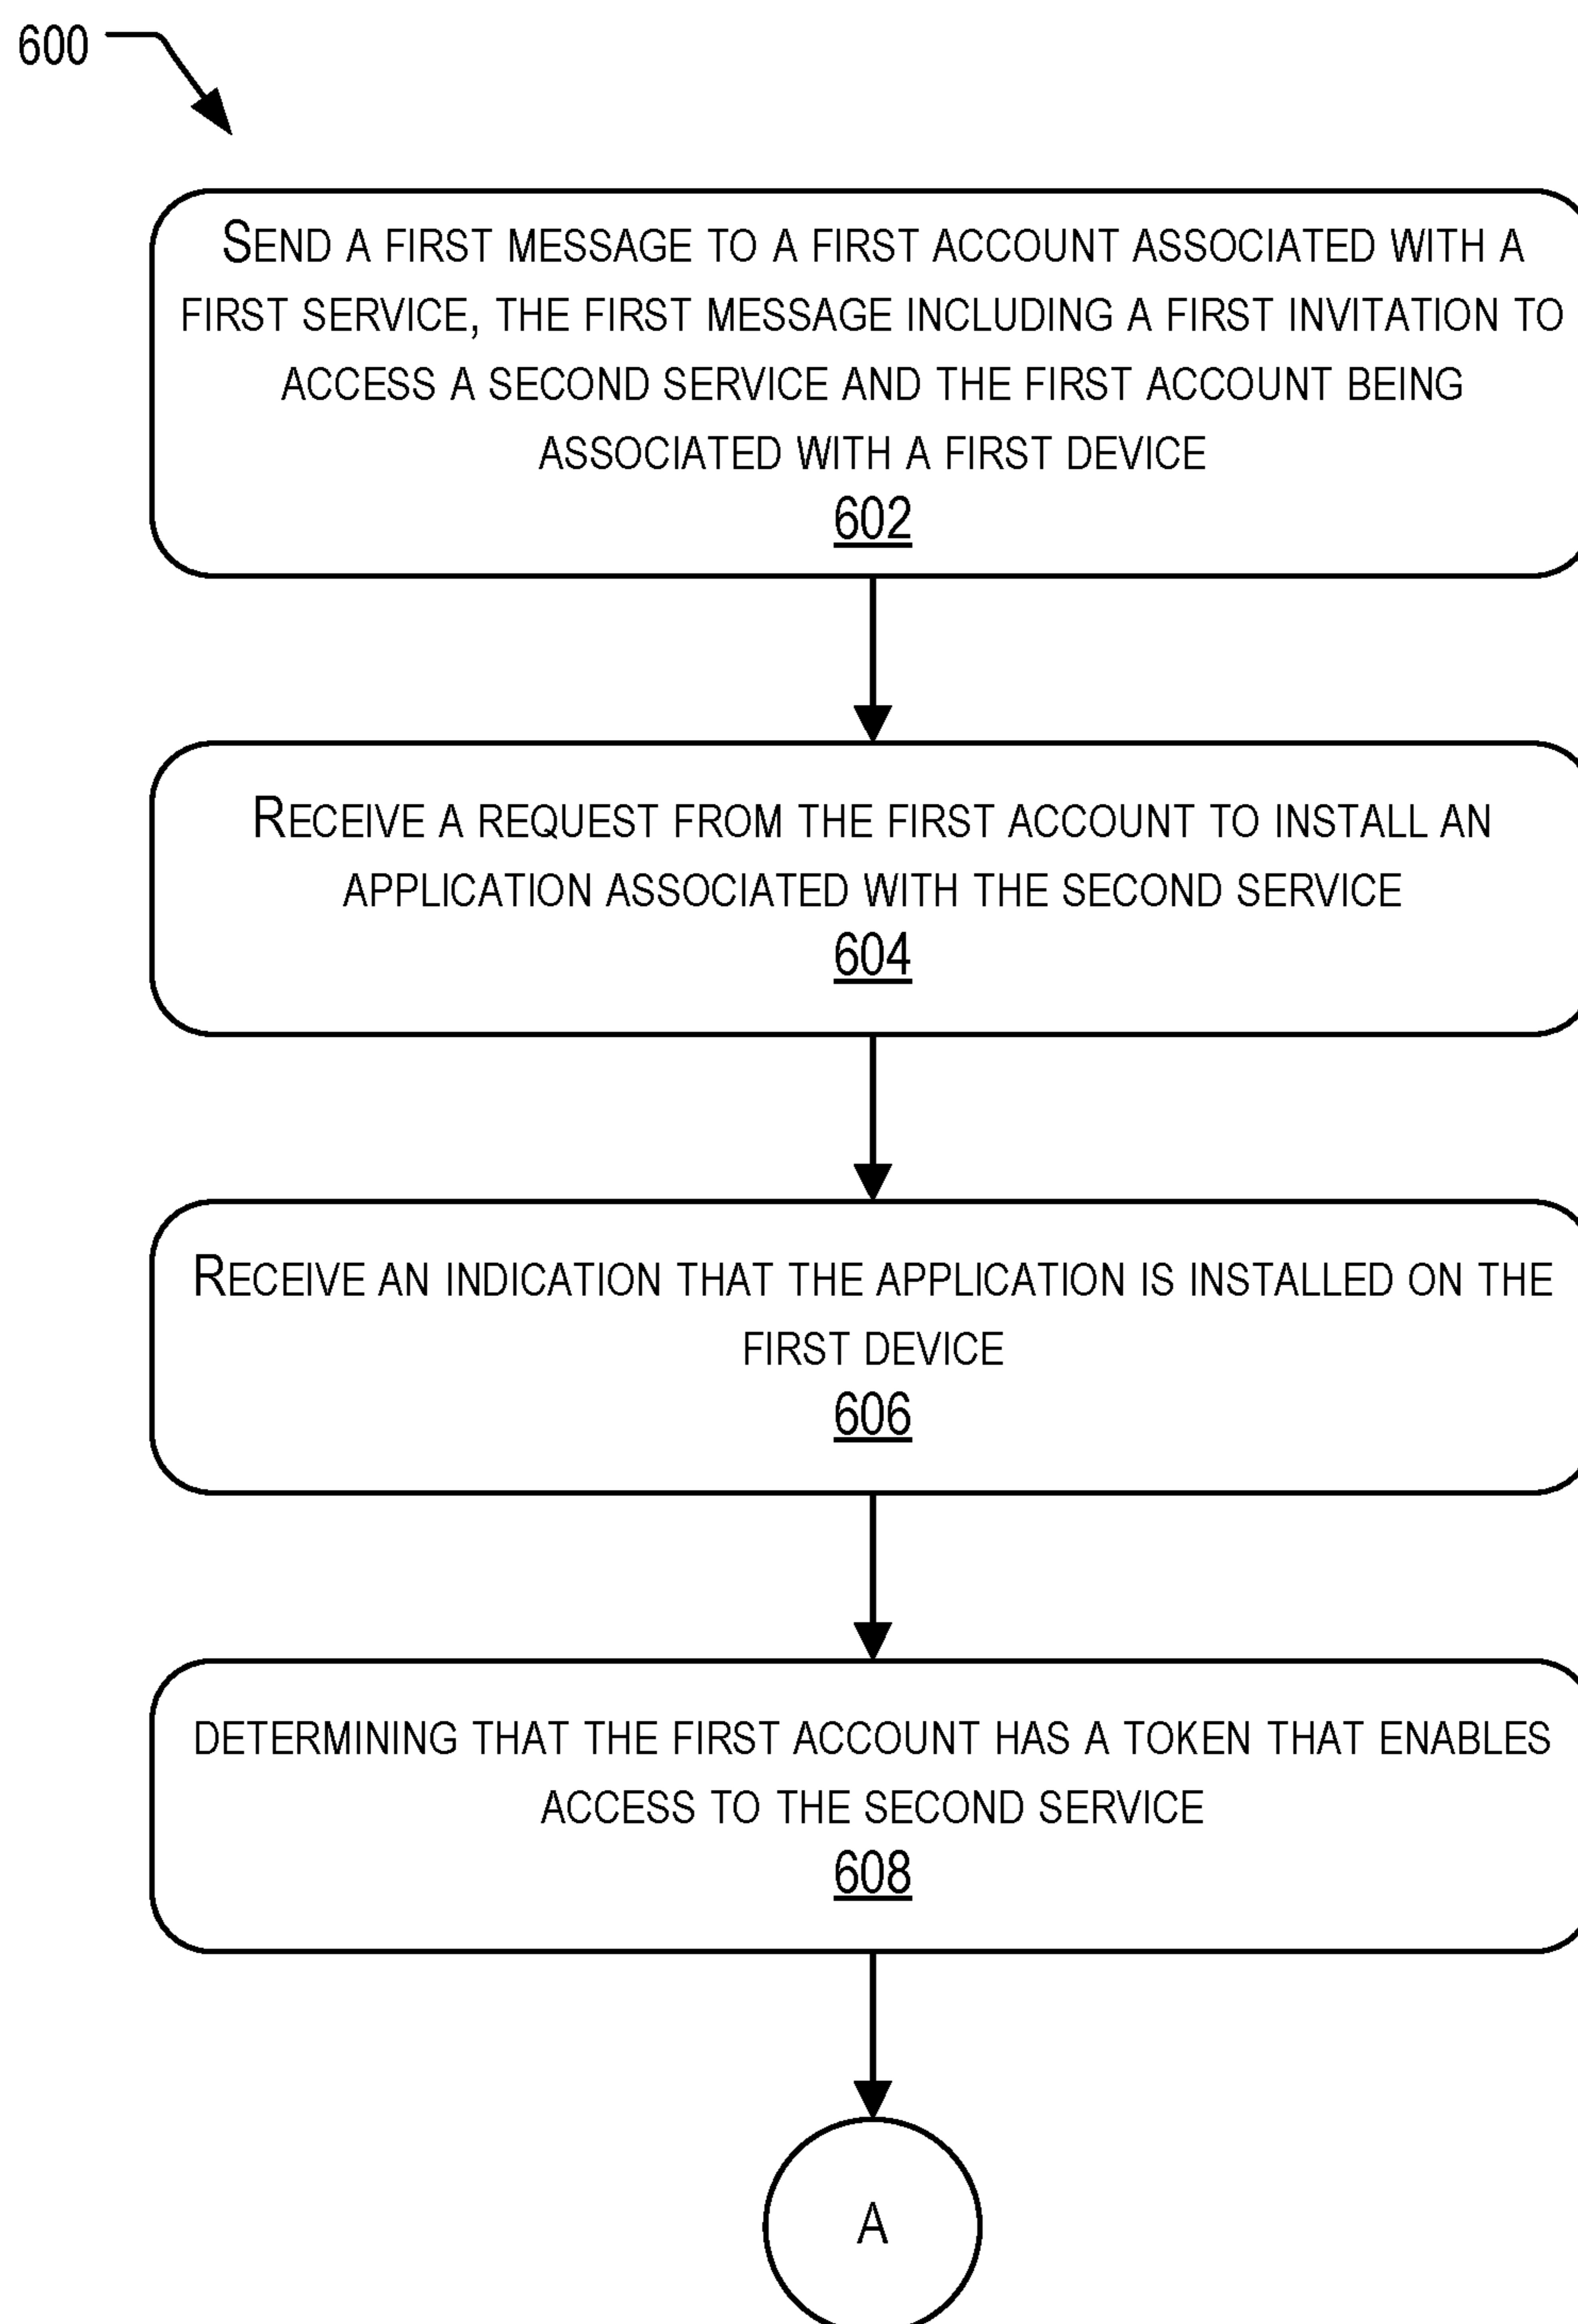 600
SEND A FIRST MESSAGE TO A FIRST ACCOUNT ASSOCIATED WITH A
FIRST SERVICE, THE FIRST MESSAGE INCLUDING A FIRST INVITATION TO
ACCESS A SECOND SERVICE AND THE FIRST ACCOUNT BEING
ASSOCIATED WITH A FIRST DEVICE
602
RECEIVE A REQUEST FROM THE FIRST ACCOUNT TO INSTALL AN
APPLICATION ASSOCIATED WITH THE SECOND SERVICE
604
RECEIVE AN INDICATION THAT THE APPLICATION IS INSTALLED ON THE
FIRST DEVICE
606
DETERMINING THAT THE FIRST ACCOUNT HAS A TOKEN THAT ENABLES
ACCESS TO THE SECOND SERVICE
608
A